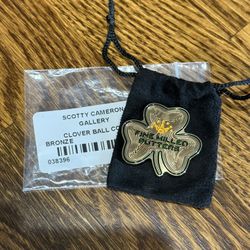 SCOTTY CAMERON
GALLERY
CLOVER BALL CO
BRONZE
038396
FINE MILLED
PUTTERS